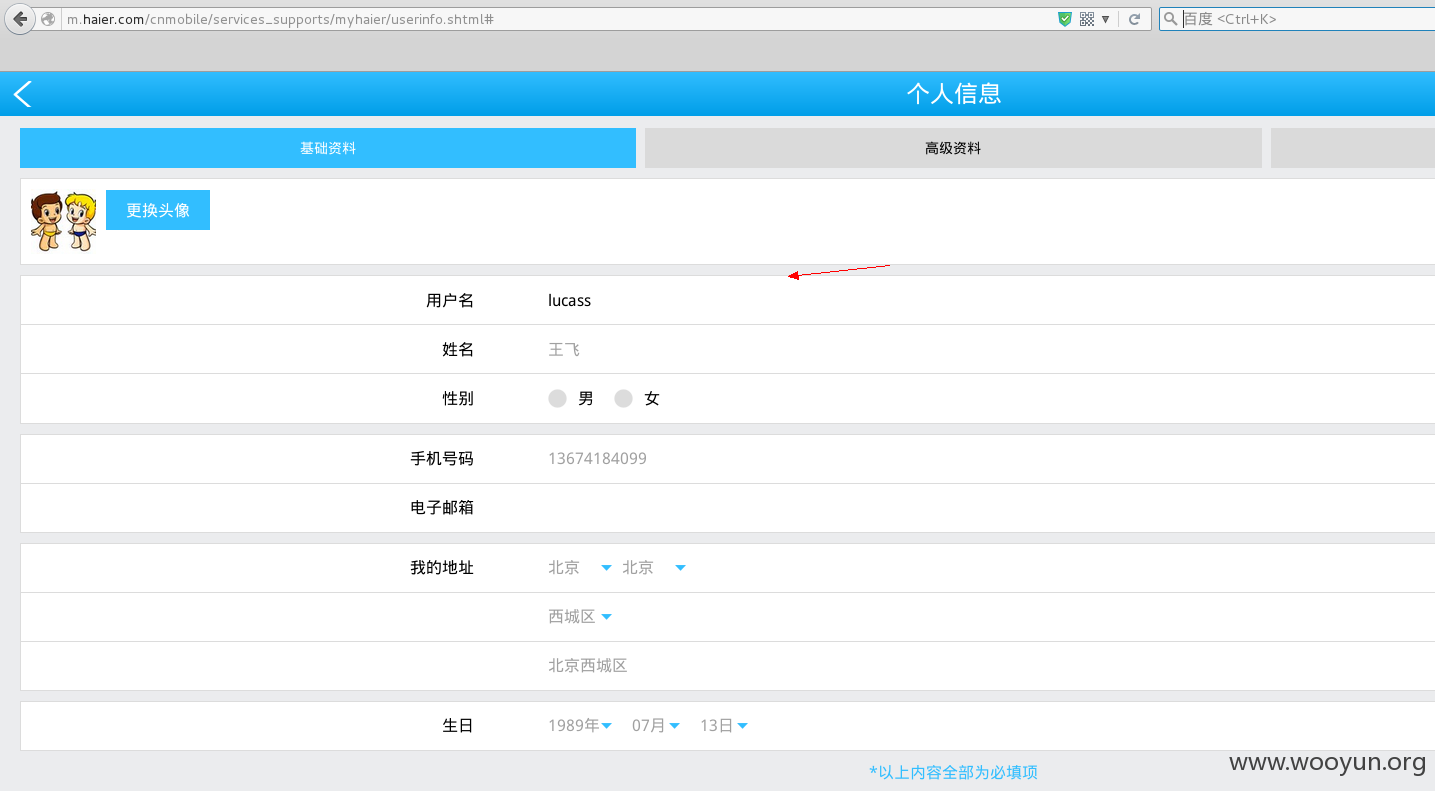 m.haier.com/cnmobile/services_supports/myhaier/userinfo.shtml#
百度 <Ctrl+K>
个人信息
基础资料 高级资料
更换头像
用户名 lucass
姓名 王飞
性别 男 女
手机号码 13674184099
电子邮箱
我的地址 北京 北京
西城区
北京西城区
生日 1989年 07月 13日
*以上内容全部为必填项
www.wooyun.org